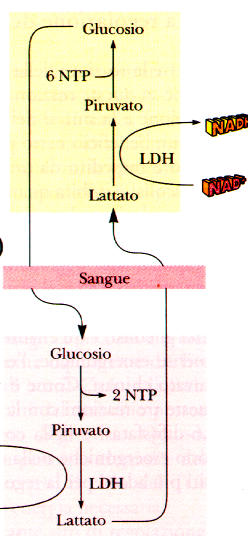 Glucosio
6 NTP
Piruvato
NADH
LDH
NAD+
Lattato
Sangue
Glucosio
2 NTP
Piruvato
LDH
Lattato